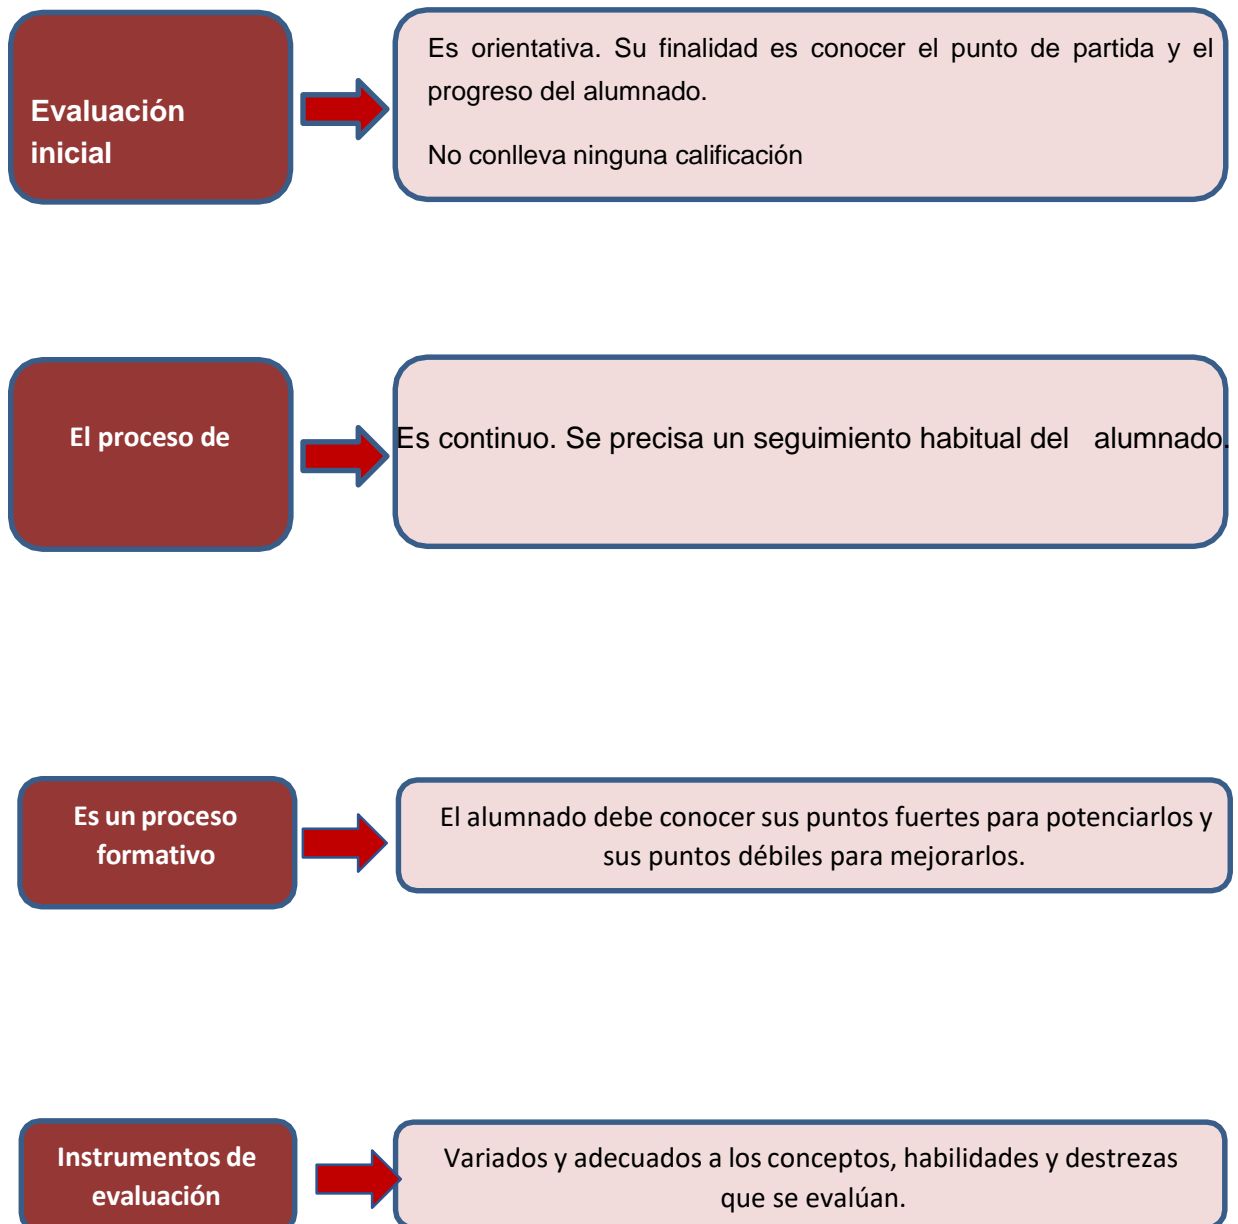 Evaluación
inicial
Es orientativa. Su finalidad es conocer el punto de partida y el
progreso del alumnado.
No conlleva ninguna calificación
El proceso de
Es continuo. Se precisa un seguimiento habitual del alumnado.
Es un proceso
formativo
El alumnado debe conocer sus puntos fuertes para potenciarlos y
sus puntos débiles para mejorarlos.
Instrumentos de
evaluación
Variados y adecuados a los conceptos, habilidades y destrezas
que se evalúan.